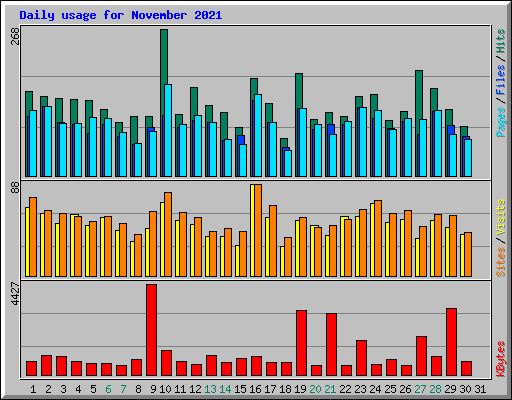 Daily usage for November 2021
268
Pages / Files / Hits
88
Sites / Visits
4427
KBytes
1 2 3 4 5 6 7 8 9 10 11 12 13 14 15 16 17 18 19 20 21 22 23 24 25 26 27 28 29 30 31